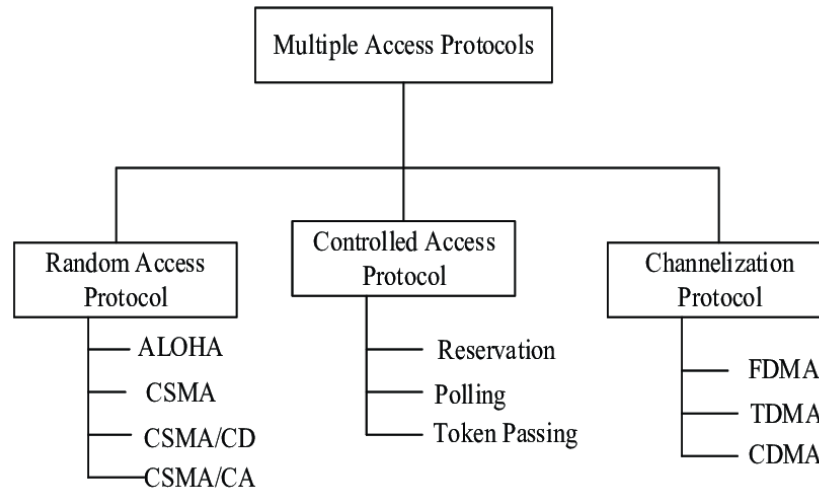 Multiple Access Protocols
Random Access
Protocol
ALOHA
CSMA
CSMA/CD
CSMA/CA
Controlled Access
Protocol
Reservation
Polling
Token Passing
Channelization
Protocol
FDMA
TDMA
CDMA